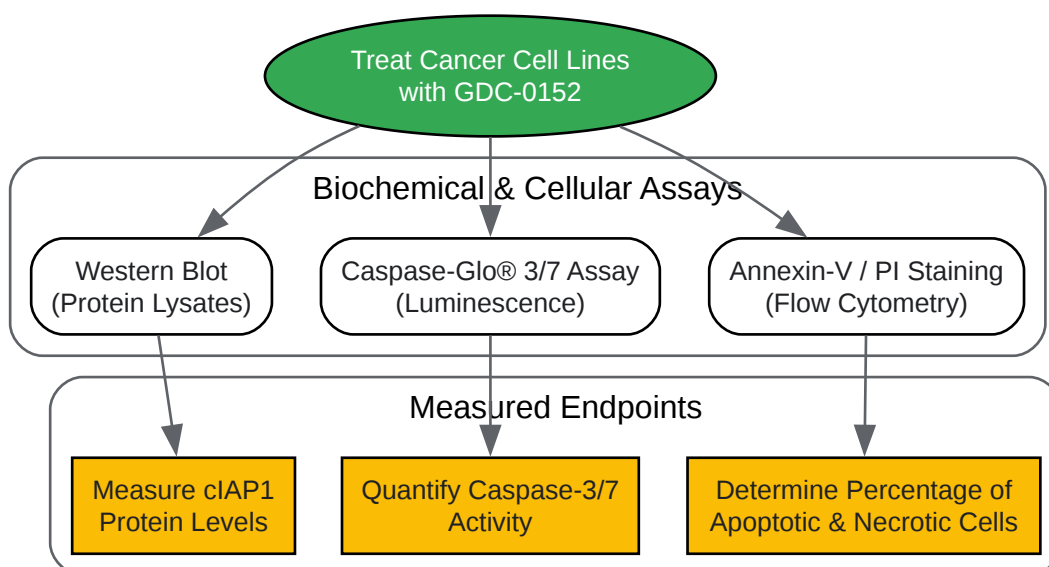 Treat Cancer Cell Lines
with GDC-0152
Biochemical & Cellular Assays
Western Blot
(Protein Lysates)
Caspase-Glo® 3/7 Assay
(Luminescence)
Annexin-V / PI Staining
(Flow Cytometry)
Measured Endpoints
Measure cIAP1
Protein Levels
Quantify Caspase-3/7
Activity
Determine Percentage of
Apoptotic & Necrotic Cells